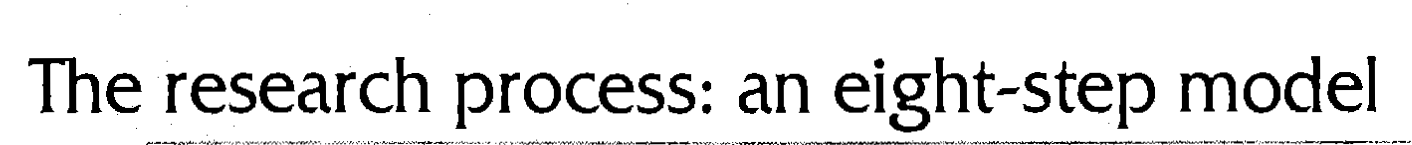 The research process: an eight-step model